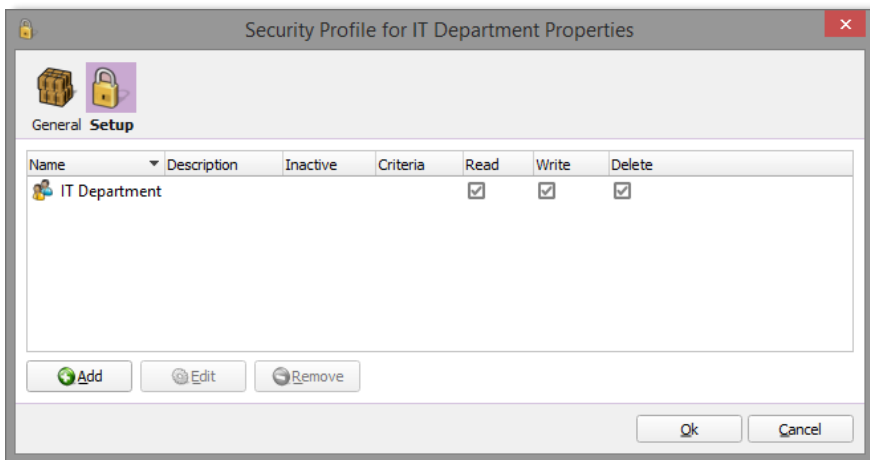 Security Profile for IT Department Properties
General Setup
Name Description Inactive Criteria Read Write Delete
IT Department
Add Edit Remove
Ok Cancel